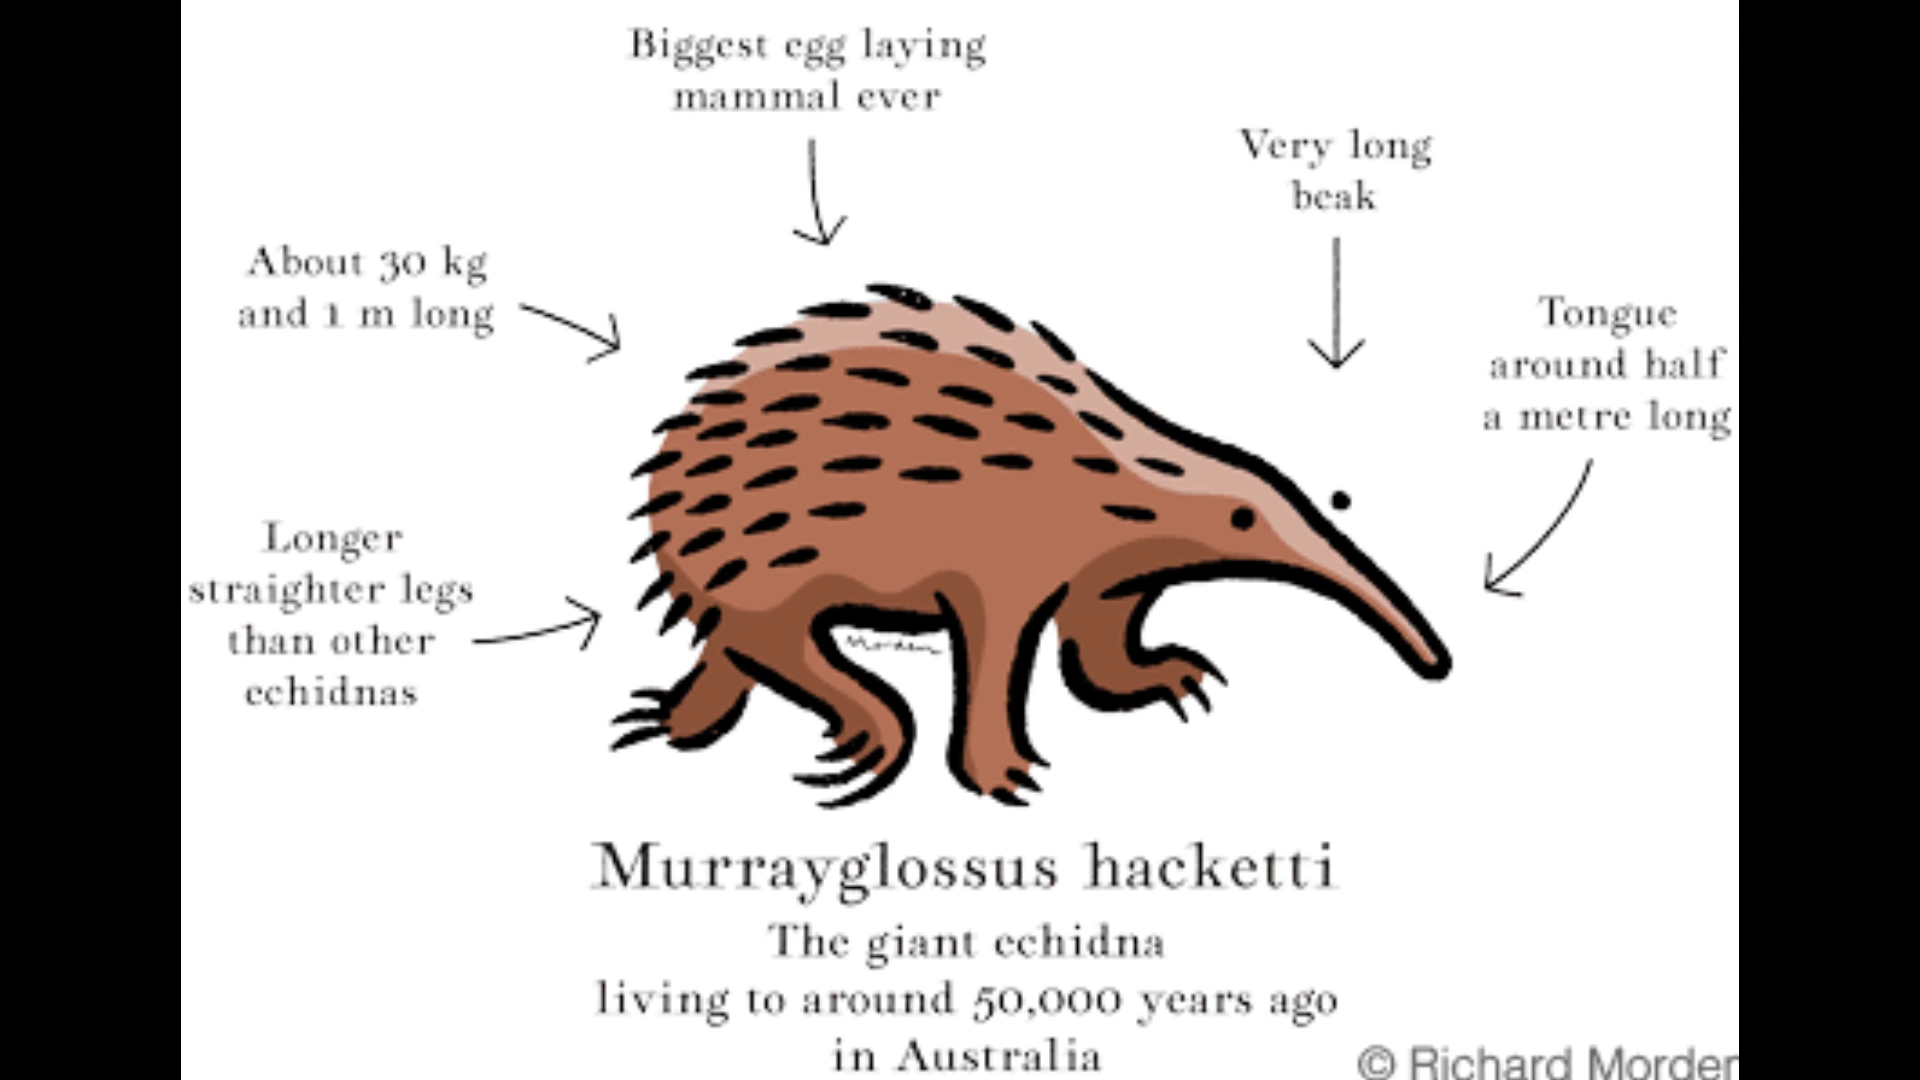 Biggest egg laying
mammal ever
Very long
beak
About 30 kg
and 1 m long
Tongue
around half
a metre long
Longer
straighter legs
than other
echidnas
Morden
Murrayglossus hacketti
The giant echidna
living to around 50,000 years ago
in Australia
© Richard Morden